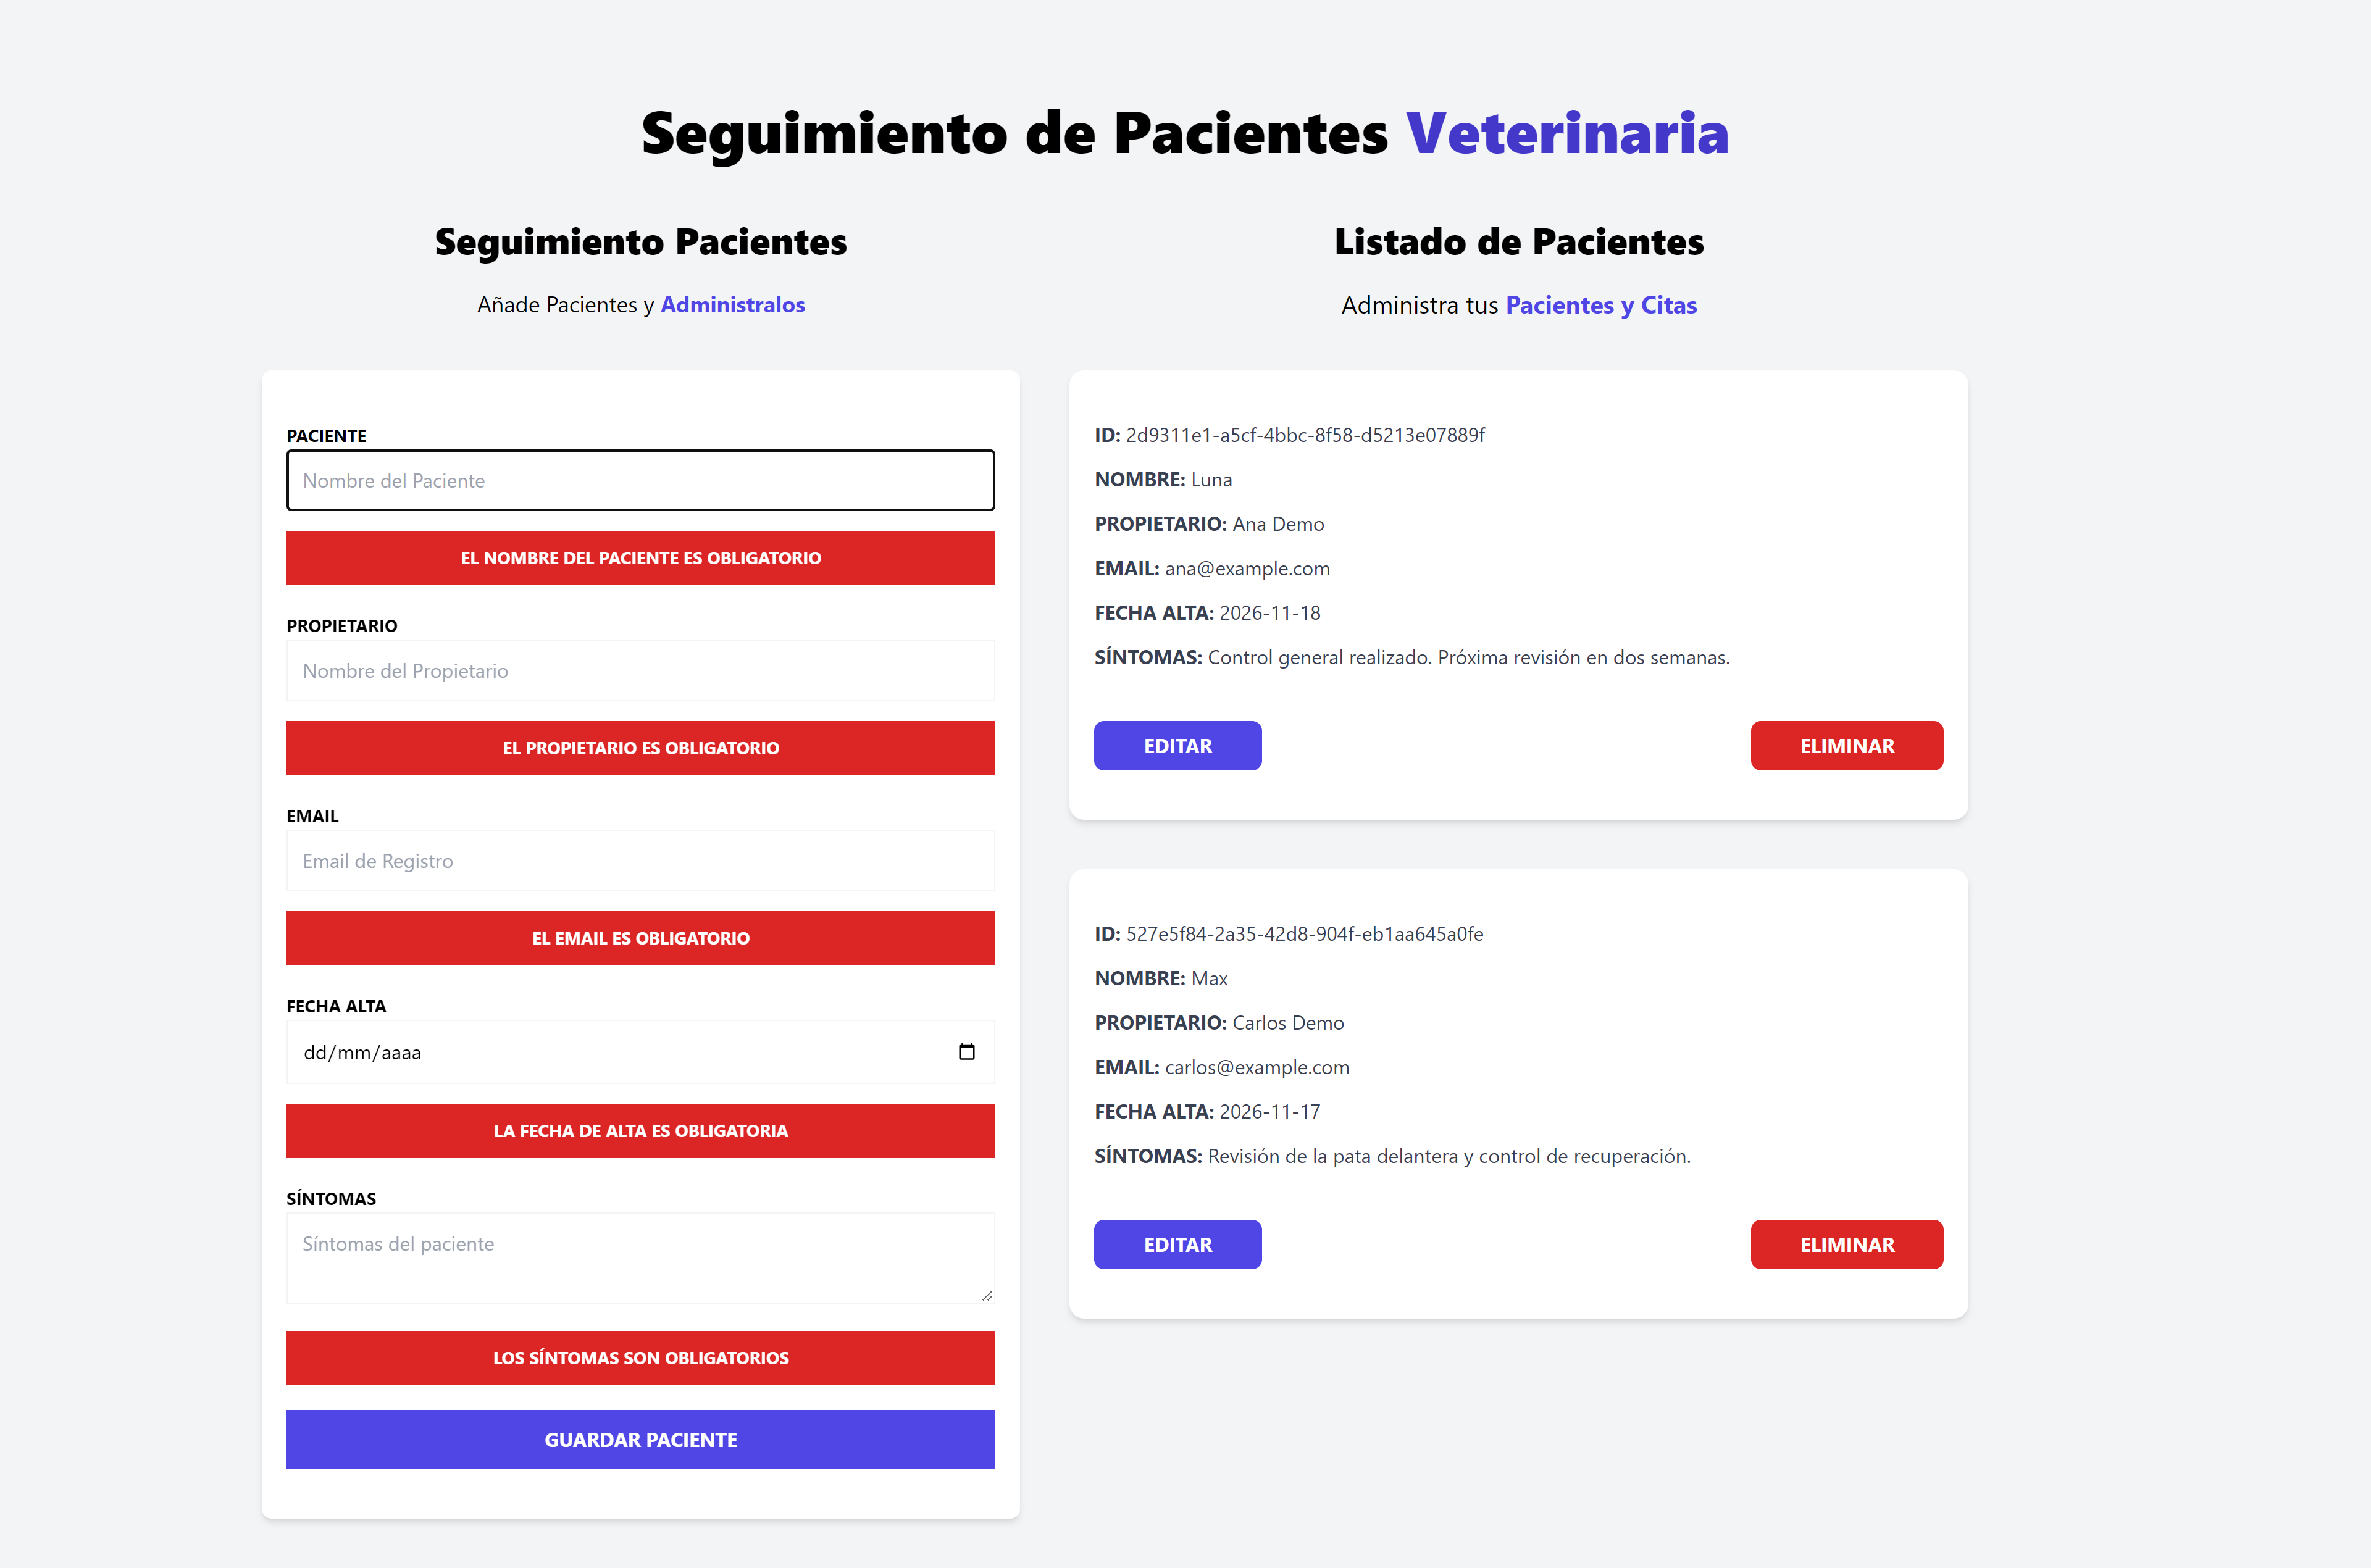 Seguimiento de Pacientes Veterinaria
Seguimiento Pacientes
Añade Pacientes y Administralos
PACIENTE
Nombre del Paciente
EL NOMBRE DEL PACIENTE ES OBLIGATORIO
PROPIETARIO
Nombre del Propietario
EL PROPIETARIO ES OBLIGATORIO
EMAIL
Email de Registro
EL EMAIL ES OBLIGATORIO
FECHA ALTA
dd/mm/aaaa
LA FECHA DE ALTA ES OBLIGATORIA
SÍNTOMAS
Síntomas del paciente
LOS SÍNTOMAS SON OBLIGATORIOS
GUARDAR PACIENTE
Listado de Pacientes
Administra tus Pacientes y Citas
ID: 2d9311e1-a5cf-4bbc-8f58-d5213e07889f
NOMBRE: Luna
PROPIETARIO: Ana Demo
EMAIL: ana@example.com
FECHA ALTA: 2026-11-18
SÍNTOMAS: Control general realizado. Próxima revisión en dos semanas.
EDITAR
ELIMINAR
ID: 527e5f84-2a35-42d8-904f-eb1aa645a0fe
NOMBRE: Max
PROPIETARIO: Carlos Demo
EMAIL: carlos@example.com
FECHA ALTA: 2026-11-17
SÍNTOMAS: Revisión de la pata delantera y control de recuperación.
EDITAR
ELIMINAR